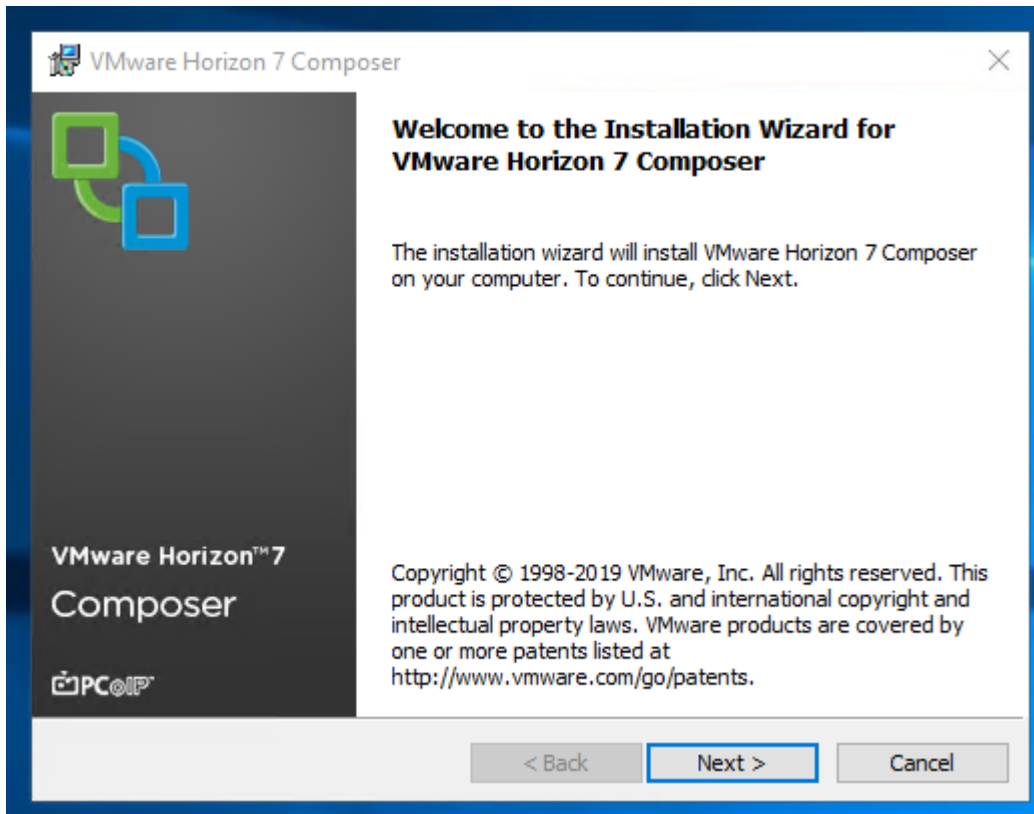 VMware Horizon 7 Composer
Welcome to the Installation Wizard for
VMware Horizon 7 Composer
The installation wizard will install VMware Horizon 7 Composer
on your computer. To continue, click Next.
VMware Horizon™ 7
Composer
PCoIP
Copyright © 1998-2019 VMware, Inc. All rights reserved. This
product is protected by U.S. and international copyright and
intellectual property laws. VMware products are covered by
one or more patents listed at
http://www.vmware.com/go/patents.
< Back
Next >
Cancel